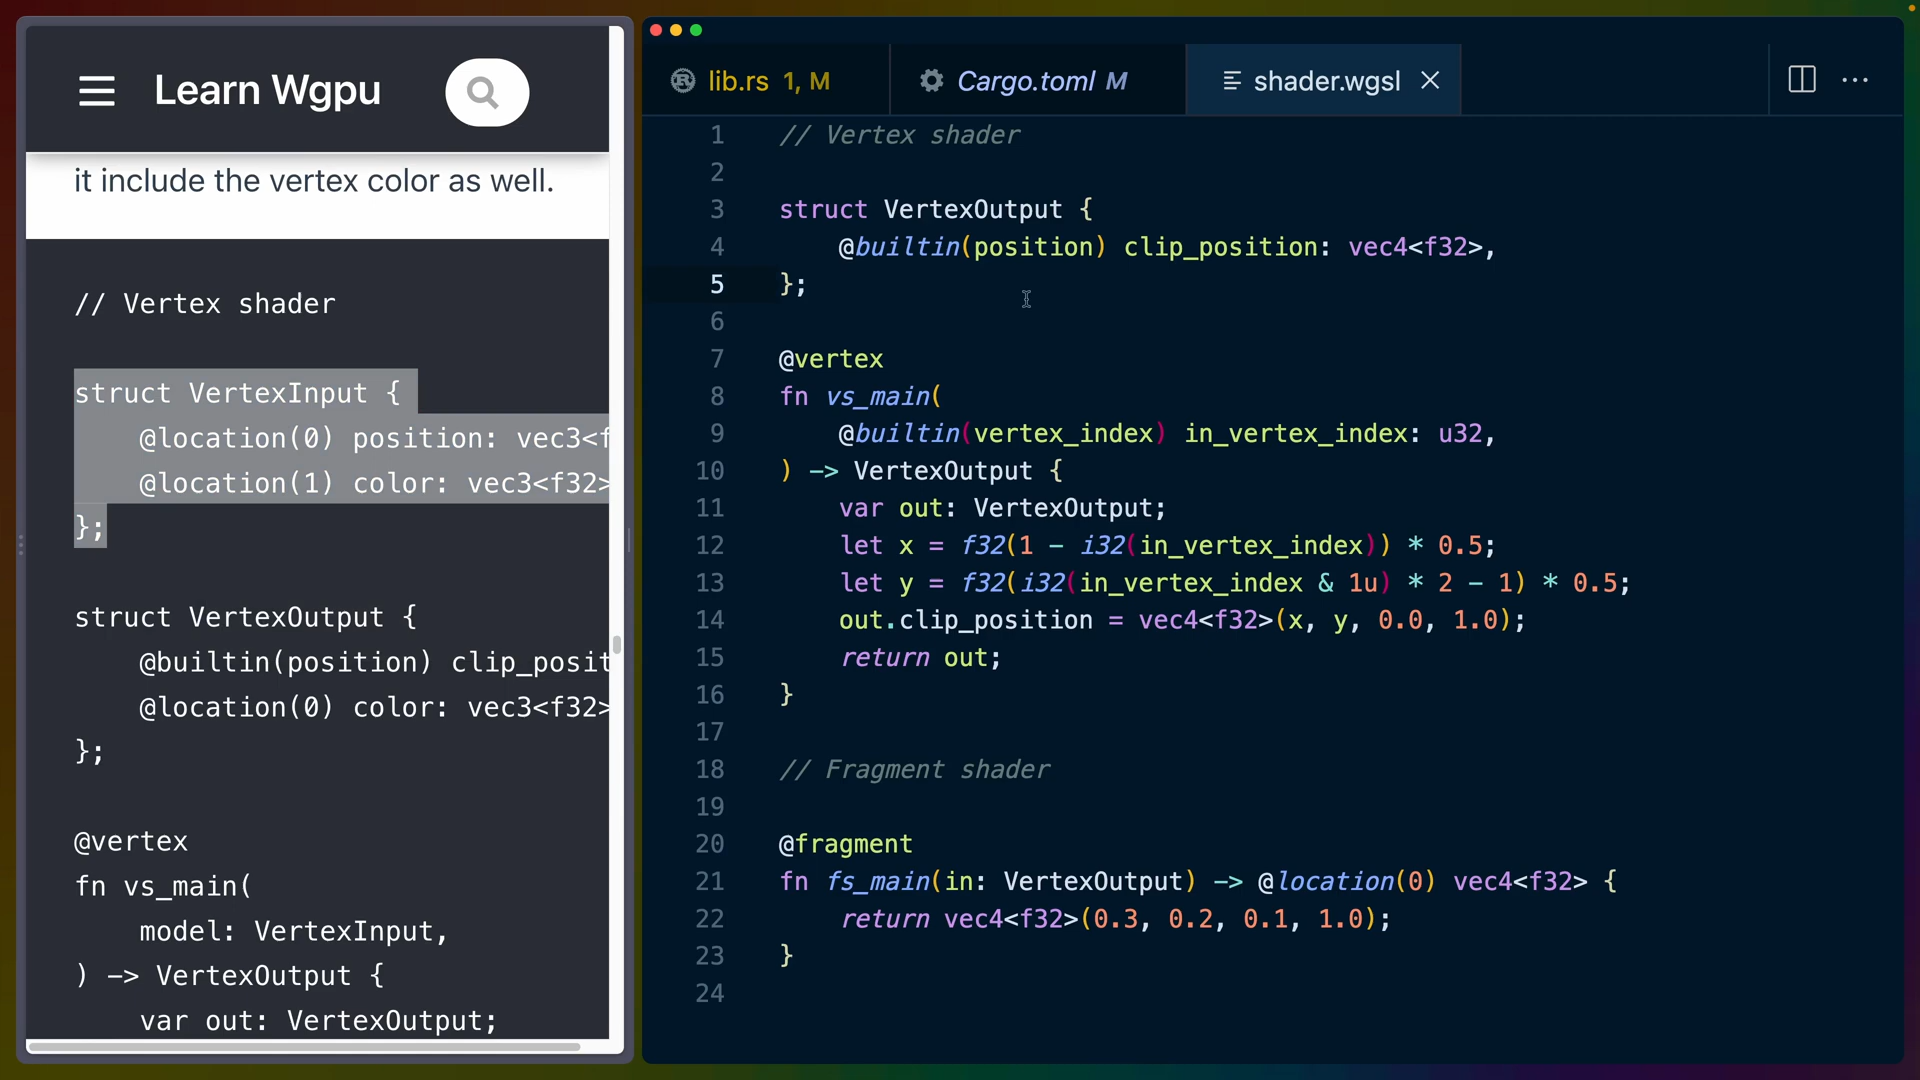 Learn Wgpu
it include the vertex color as well.
// Vertex shader
struct VertexInput {
@location(0) position: vec3<f
@location(1) color: vec3<f32>
};
struct VertexOutput {
@builtin(position) clip_posit
@location(0) color: vec3<f32>
};
@vertex
fn vs_main(
model: VertexInput,
) -> VertexOutput {
var out: VertexOutput;
lib.rs 1, M
Cargo.toml M
shader.wgsl
1 // Vertex shader
2
3 struct VertexOutput {
4 @builtin(position) clip_position: vec4<f32>,
5 };
6
7 @vertex
8 fn vs_main(
9 @builtin(vertex_index) in_vertex_index: u32,
10 ) -> VertexOutput {
11 var out: VertexOutput;
12 let x = f32(1 - i32(in_vertex_index)) * 0.5;
13 let y = f32(i32(in_vertex_index & 1u) * 2 - 1) * 0.5;
14 out.clip_position = vec4<f32>(x, y, 0.0, 1.0);
15 return out;
16 }
17
18 // Fragment shader
19
20 @fragment
21 fn fs_main(in: VertexOutput) -> @location(0) vec4<f32> {
22 return vec4<f32>(0.3, 0.2, 0.1, 1.0);
23 }
24